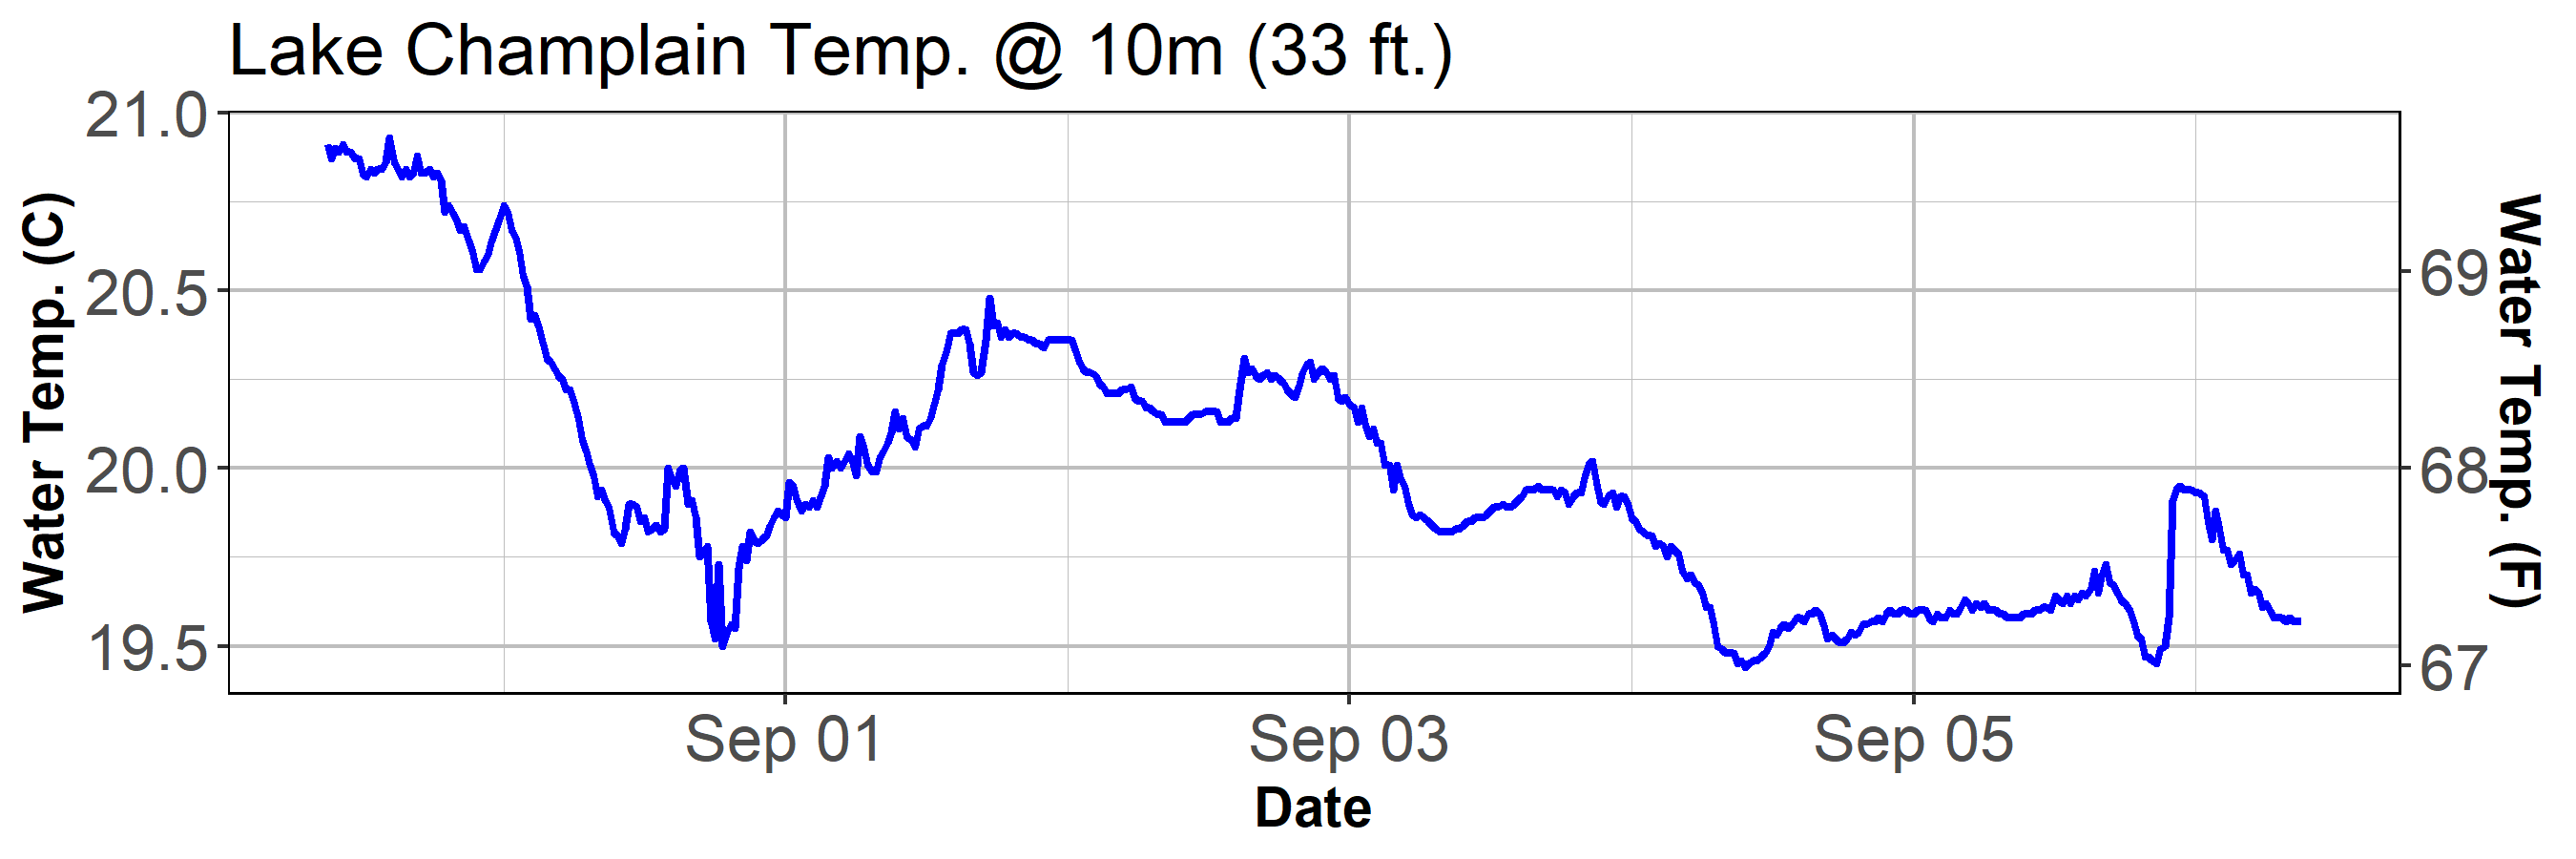 Lake Champlain Temp. @ 10m (33 ft.)
Water Temp. (C)
21.0
20.5
20.0
19.5
69
68
67
Water Temp. (F)
Sep 01
Sep 03
Sep 05
Date